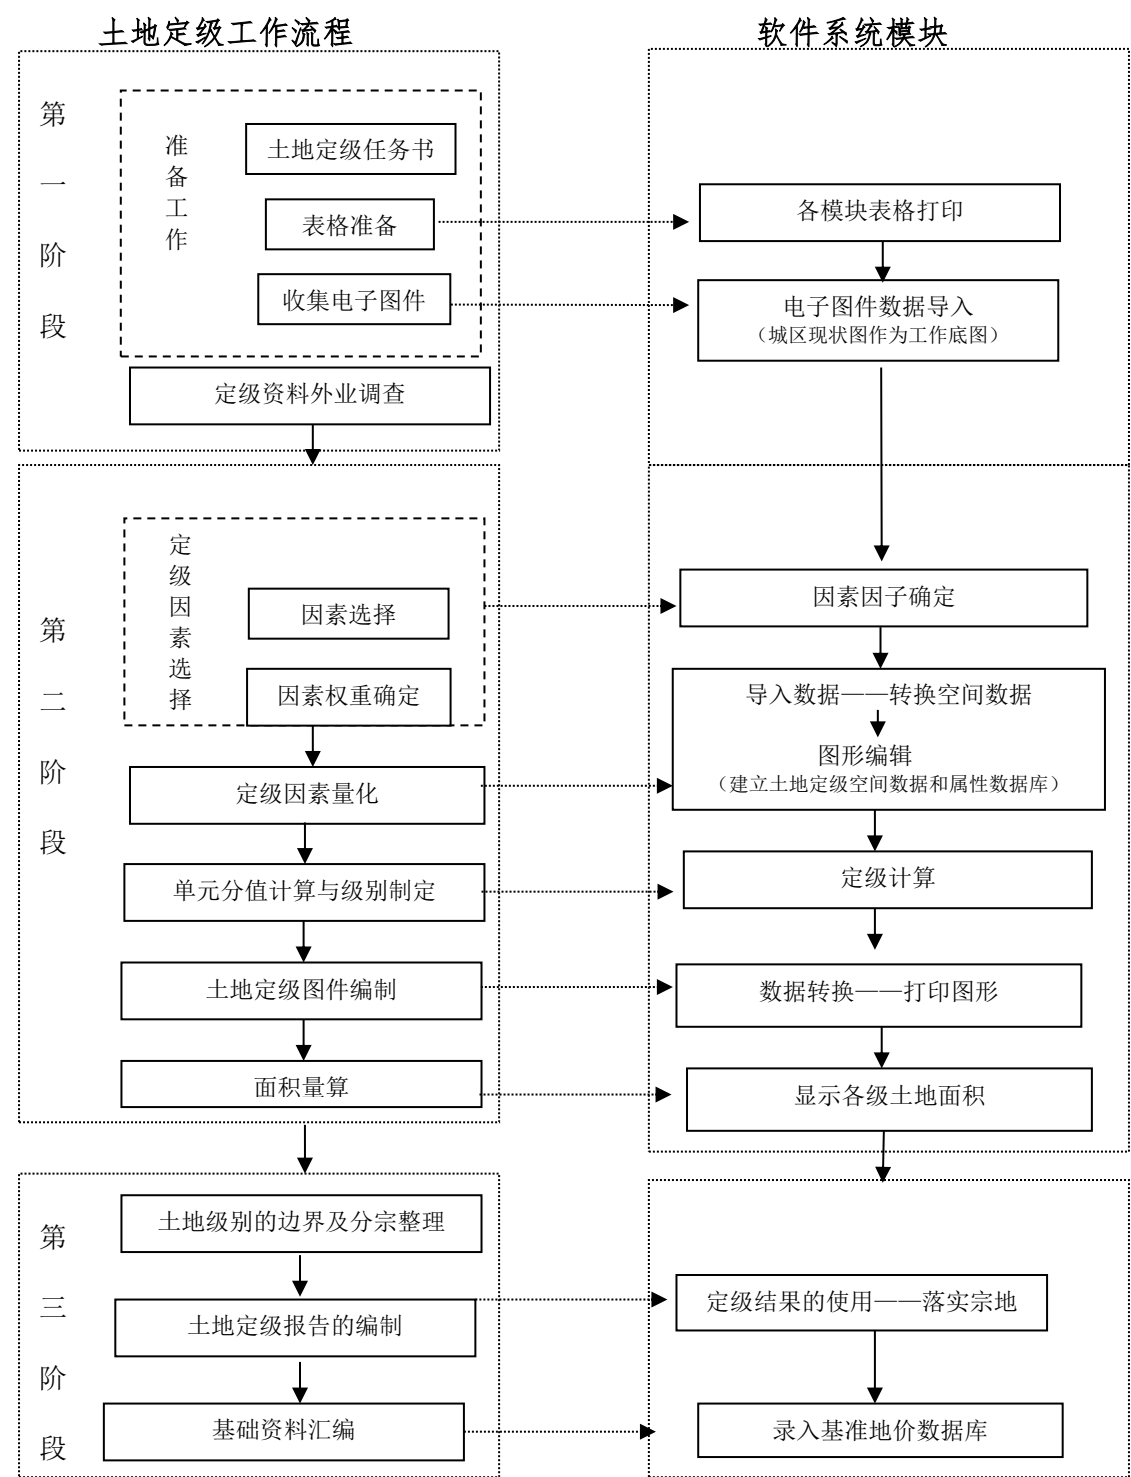 土地定级工作流程
软件系统模块
第一阶段
准备工作
土地定级任务书
表格准备
收集电子图件
定级资料外业调查
各模块表格打印
电子图件数据导入
（城区现状图作为工作底图）
第二阶段
定级因素选择
因素选择
因素权重确定
定级因素量化
单元分值计算与级别制定
土地定级图件编制
面积量算
因素因子确定
导入数据——转换空间数据
图形编辑
（建立土地定级空间数据和属性数据库）
定级计算
数据转换——打印图形
显示各级土地面积
第三阶段
土地级别的边界及分宗整理
土地定级报告的编制
基础资料汇编
定级结果的使用——落实宗地
录入基准地价数据库